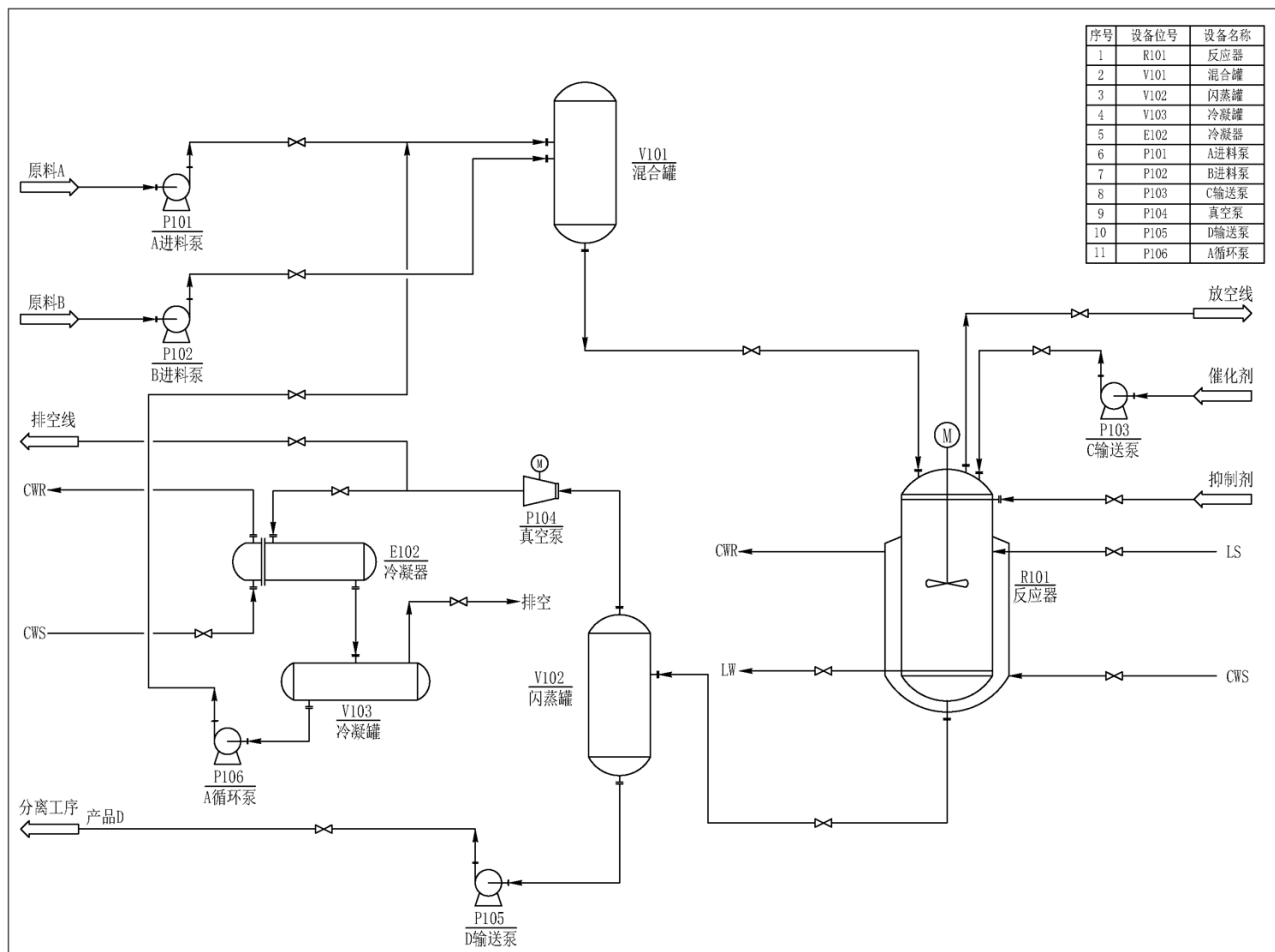 序号 设备位号 设备名称
1 R101 反应器
2 V101 混合罐
3 V102 闪蒸罐
4 V103 冷凝罐
5 E102 冷凝器
6 P101 A进料泵
7 P102 B进料泵
8 P103 C输送泵
9 P104 真空泵
10 P105 D输送泵
11 P106 A循环泵
原料A
P101
A进料泵
V101
混合罐
原料B
P102
B进料泵
放空线
催化剂
P103
C输送泵
排空线
M
M
CWR
P104
真空泵
抑制剂
E102
冷凝器
CWR
LS
R101
反应器
排空
CWS
LW
CWS
V102
闪蒸罐
V103
冷凝罐
P106
A循环泵
分离工序
产品D
P105
D输送泵